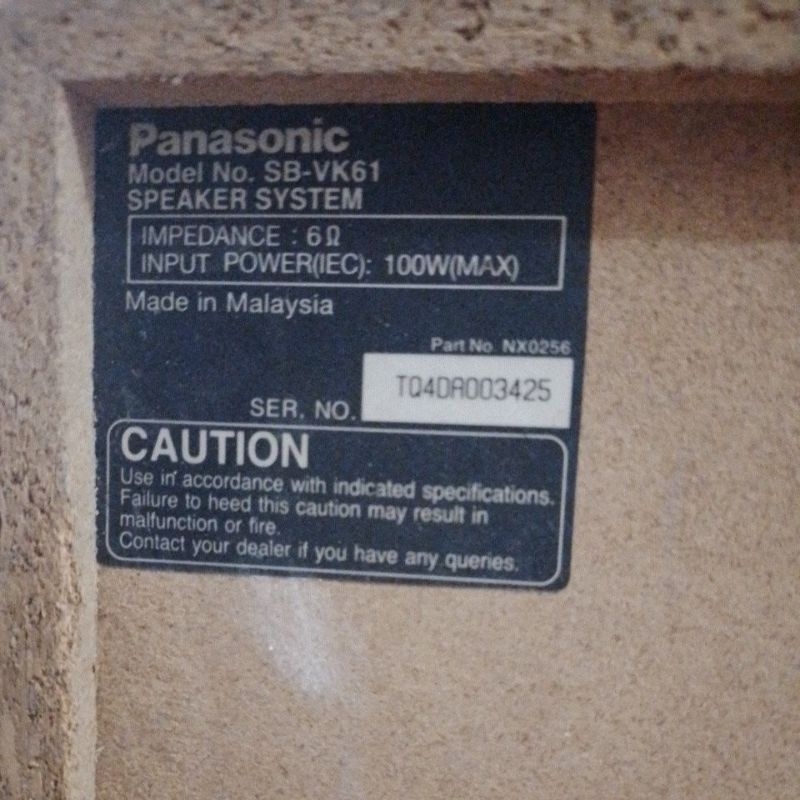 Panasonic
Model No. SB-VK61
SPEAKER SYSTEM
IMPEDANCE : 6Ω
INPUT POWER(IEC): 100W(MAX)
Made in Malaysia
Part No. NX0256
SER. NO. TQ4DA003425
CAUTION
Use in accordance with indicated specifications.
Failure to heed this caution may result in
malfunction or fire.
Contact your dealer if you have any queries.